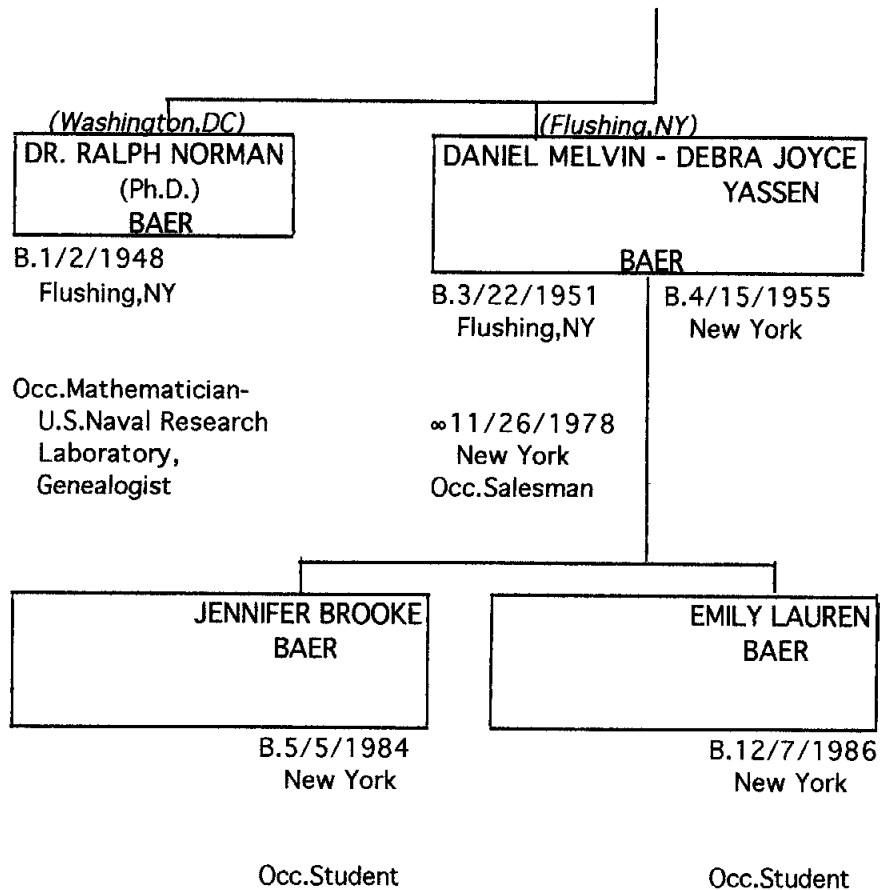 (Washington,DC)
DR. RALPH NORMAN
(Ph.D.)
BAER
B.1/2/1948
Flushing,NY
Occ.Mathematician-
U.S.Naval Research
Laboratory,
Genealogist
(Flushing,NY)
DANIEL MELVIN - DEBRA JOYCE
YASSEN
BAER
B.3/22/1951
Flushing,NY
B.4/15/1955
New York
∞11/26/1978
New York
Occ.Salesman
JENNIFER BROOKE
BAER
B.5/5/1984
New York
Occ.Student
EMILY LAUREN
BAER
B.12/7/1986
New York
Occ.Student